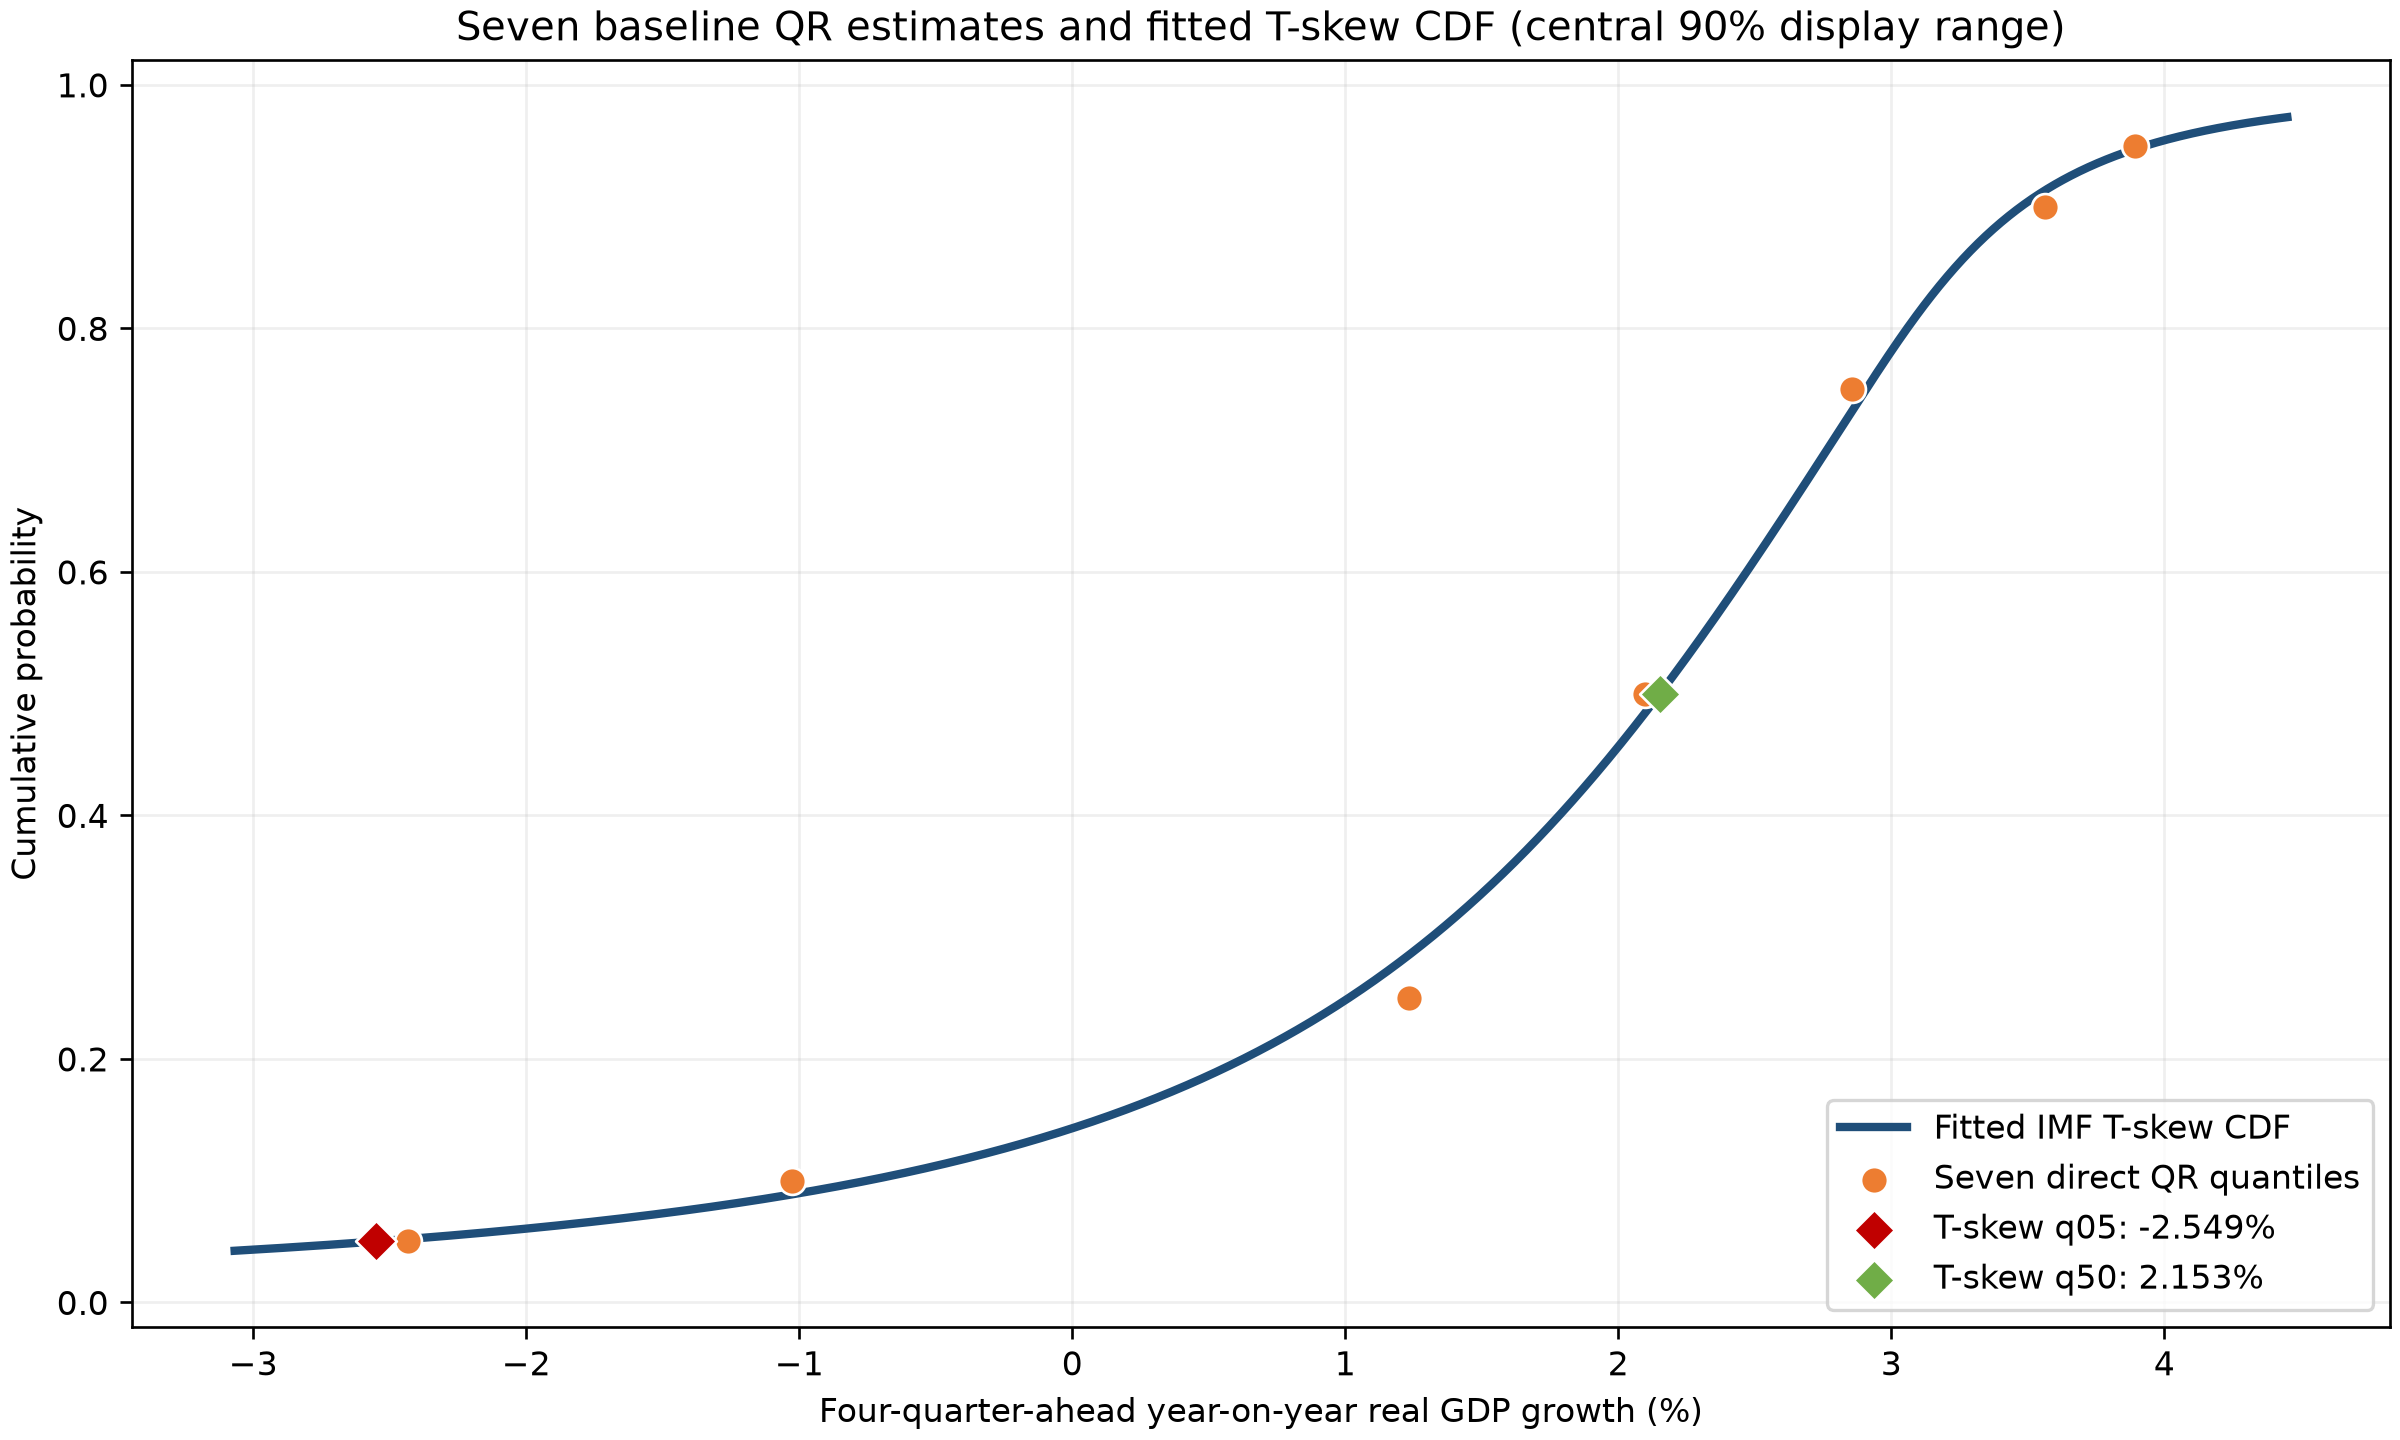 Seven baseline QR estimates and fitted T-skew CDF (central 90% display range)
Cumulative probability
1.0
0.8
0.6
0.4
0.2
0.0
Fitted IMF T-skew CDF
Seven direct QR quantiles
T-skew q05: -2.549%
T-skew q50: 2.153%
−3 −2 −1 0 1 2 3 4
Four-quarter-ahead year-on-year real GDP growth (%)